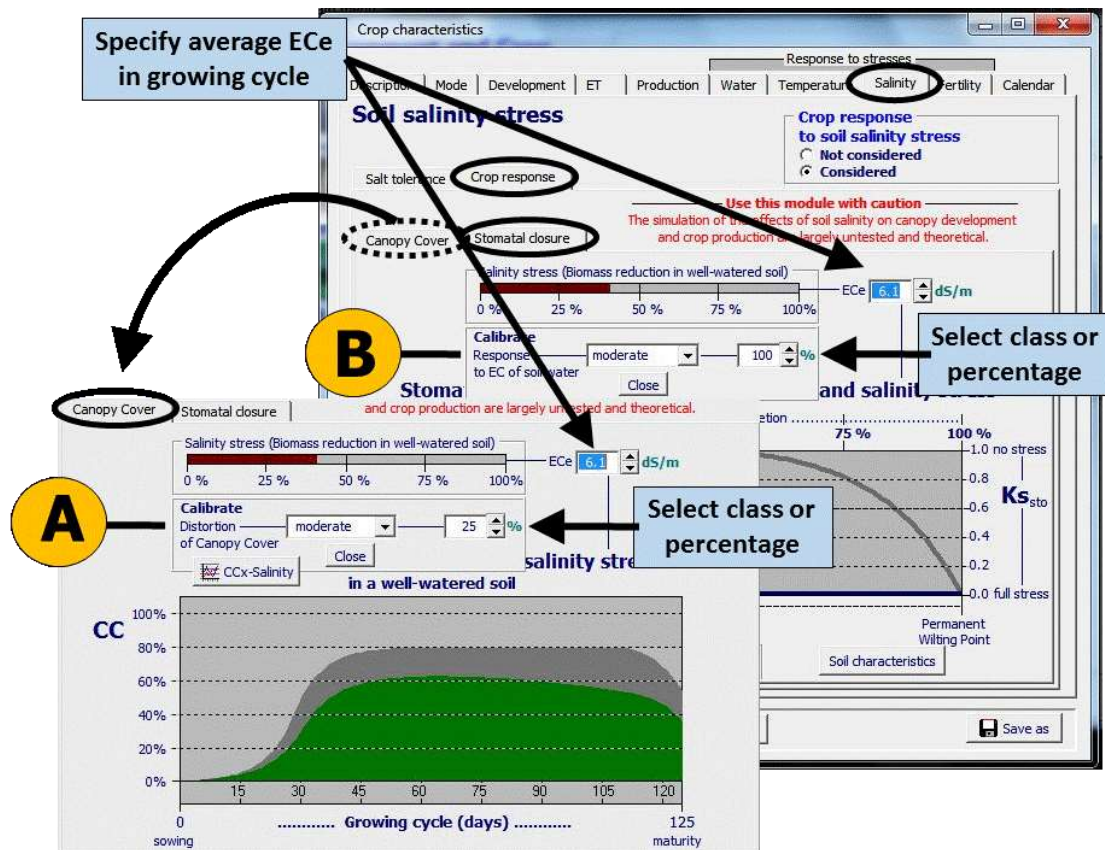 Specify average ECe
in growing cycle
Crop characteristics
Response to stresses
Description
Mode
Development
ET
Production
Water
Temperature
Salinity
Fertility
Calendar
Soil salinity stress
Crop response
to soil salinity stress
Not considered
Considered
Salt tolerance
Crop response
Use this module with caution
The simulation of the effects of soil salinity on canopy development
and crop production are largely untested and theoretical.
Canopy Cover
Stomatal closure
Salinity stress (Biomass reduction in well-watered soil)
0 % 25 % 50 % 75 % 100%
ECe 6.1 dS/m
B
Calibrate
Response
to EC of soil water
moderate
100 %
Close
Select class or
percentage
Stomat
and salinity stress
etion
75 % 100 %
1.0 no stress
0.8
0.6
0.4
0.2
0.0 full stress
Ks sto
Permanent
Wilting Point
Soil characteristics
Save as
Canopy Cover
Stomatal closure
and crop production are largely untested and theoretical.
Salinity stress (Biomass reduction in well-watered soil)
0 % 25 % 50 % 75 % 100%
ECe 6.1 dS/m
A
Calibrate
Distortion
of Canopy Cover
moderate
25 %
Close
CCx-Salinity
Select class or
percentage
salinity stre
in a well-watered soil
CC
100%
80%
60%
40%
20%
0%
15 30 45 60 75 90 105 120
0 ........... Growing cycle (days) ........... 125
sowing maturity